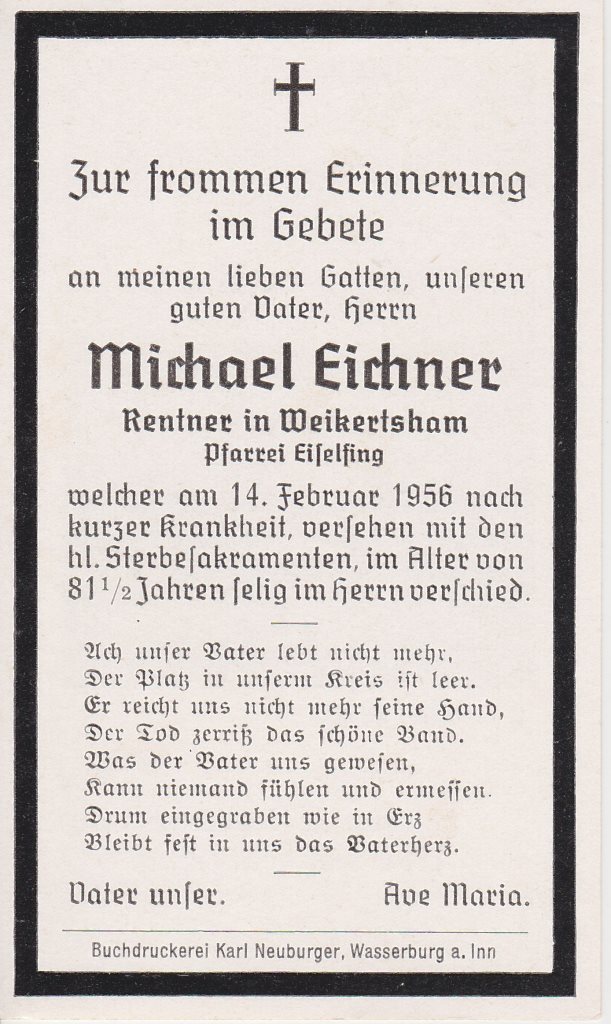 Zur frommen Erinnerung
im Gebete
an meinen lieben Gatten, unseren
guten Vater, Herrn
Michael Eichner
Rentner in Weikertsham
Pfarrei Eiselfing
welcher am 14. Februar 1956 nach
kurzer Krankheit, versehen mit den
hl. Sterbesakramenten, im Alter von
81 1/2 Jahren selig im Herrn verschied.
Ach unser Vater lebt nicht mehr,
Der Platz in unserm Kreis ist leer.
Er reicht uns nicht mehr seine Hand,
Der Tod zerriß das schöne Band.
Was der Vater uns gewesen,
Kann niemand fühlen und ermessen.
Drum eingegraben wie in Erz
Bleibt fest in uns das Vaterherz.
Vater unser. Ave Maria.
Buchdruckerei Karl Neuburger, Wasserburg a. Inn